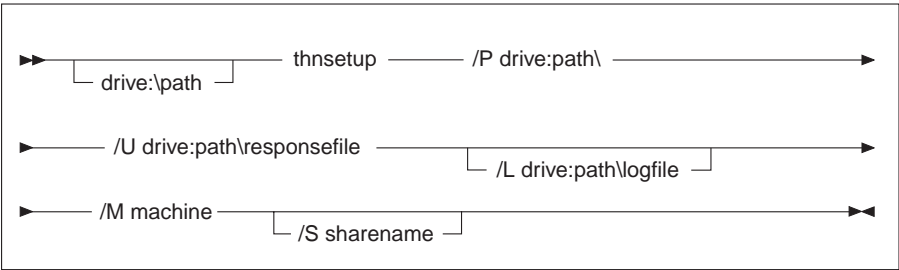 thnsetup /P drive:path\
drive:\path
/U drive:path\responsefile
/L drive:path\logfile
/M machine
/S sharename